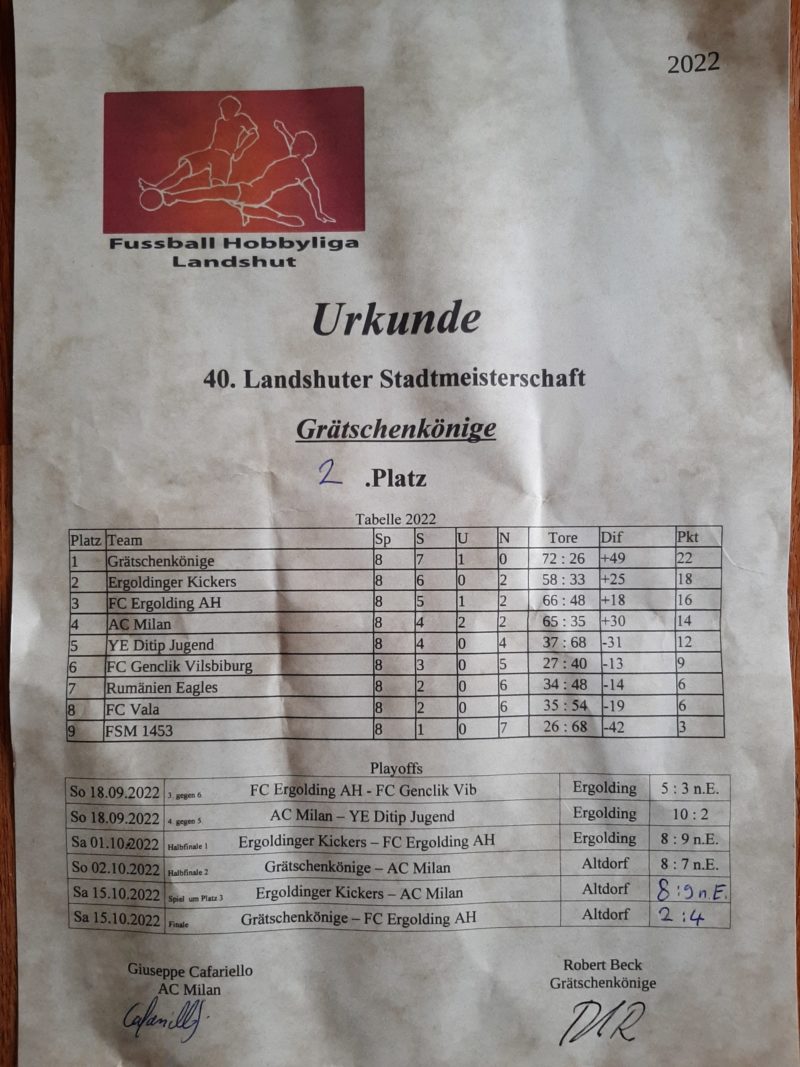 2022
Fussball Hobbyliga
Landshut
Urkunde
40. Landshuter Stadtmeisterschaft
Grätschenkönige
2 .Platz
Tabelle 2022
Platz Team Sp S U N Tore Dif Pkt
1 Grätschenkönige 8 7 1 0 72 : 26 +49 22
2 Ergoldinger Kickers 8 6 0 2 58 : 33 +25 18
3 FC Ergolding AH 8 5 1 2 66 : 48 +18 16
4 AC Milan 8 4 2 2 65 : 35 +30 14
5 YE Ditip Jugend 8 4 0 4 37 : 68 -31 12
6 FC Genclik Vilsbiburg 8 3 0 5 27 : 40 -13 9
7 Rumänien Eagles 8 2 0 6 34 : 48 -14 6
8 FC Vala 8 2 0 6 35 : 54 -19 6
9 FSM 1453 8 1 0 7 26 : 68 -42 3
Playoffs
So 18.09.2022 3 gegen 6 FC Ergolding AH - FC Genclik Vib Ergolding 5 : 3 n.E.
So 18.09.2022 4 gegen 5 AC Milan – YE Ditip Jugend Ergolding 10 : 2
Sa 01.10.2022 Halbfinale 1 Ergoldinger Kickers – FC Ergolding AH Ergolding 8 : 9 n.E.
So 02.10.2022 Halbfinale 2 Grätschenkönige – AC Milan Altdorf 8 : 7 n.E.
Sa 15.10.2022 Spiel um Platz 3 Ergoldinger Kickers – AC Milan Altdorf 8 : 9 n.E.
Sa 15.10.2022 Finale Grätschenkönige – FC Ergolding AH Altdorf 2 : 4
Giuseppe Cafariello
AC Milan
Robert Beck
Grätschenkönige